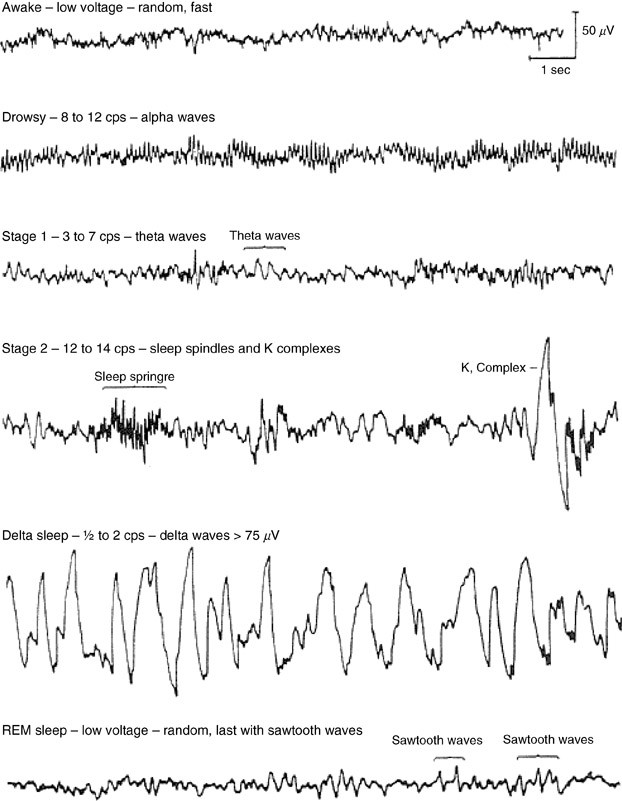 Awake – low voltage – random, fast
50 µV
1 sec
Drowsy – 8 to 12 cps – alpha waves
Stage 1 – 3 to 7 cps – theta waves
Theta waves
Stage 2 – 12 to 14 cps – sleep spindles and K complexes
Sleep springre
K, Complex –
Delta sleep – ½ to 2 cps – delta waves > 75 µV
REM sleep – low voltage – random, last with sawtooth waves
Sawtooth waves
Sawtooth waves